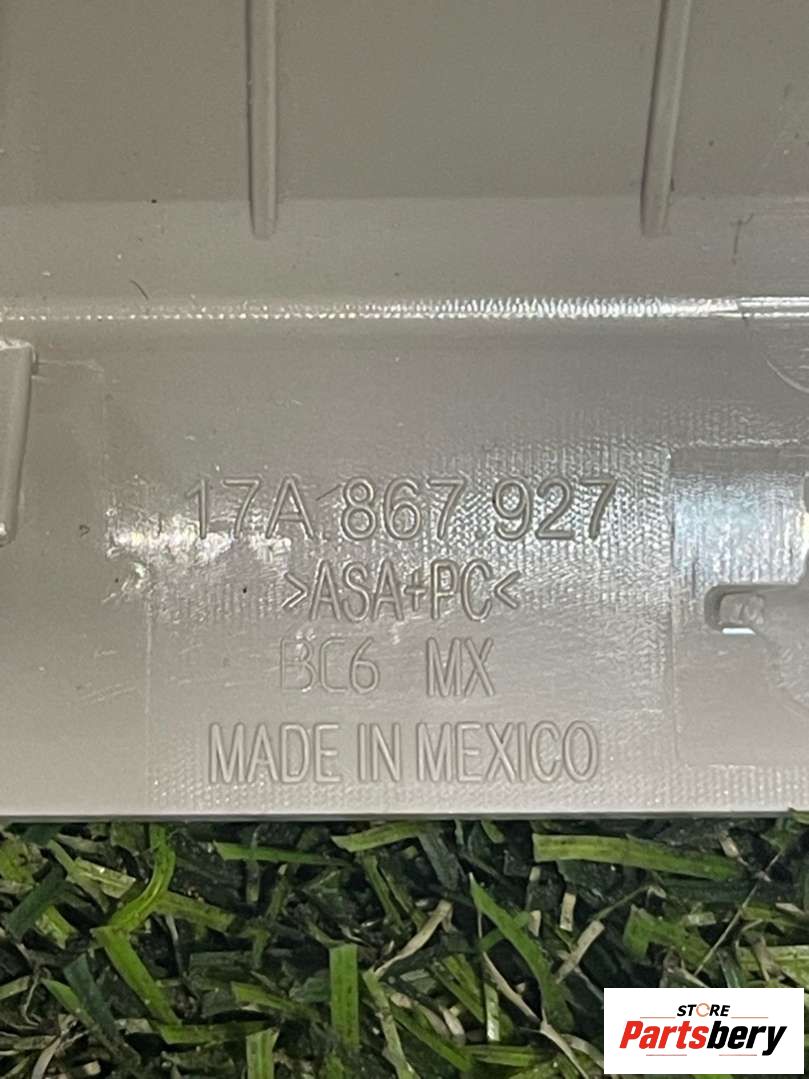 17A.867.927
>ASA+PC<
BC6 MX
MADE IN MEXICO
STORE
Partsbery